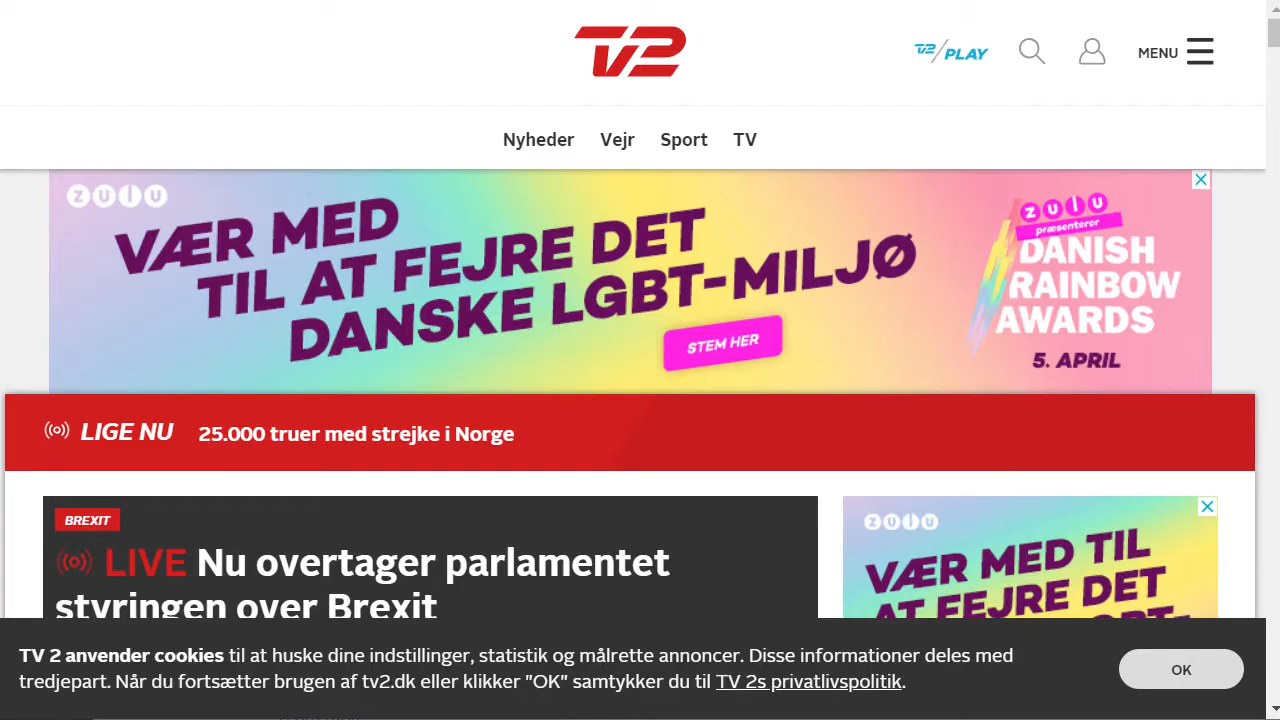 TV2
TV2/PLAY
MENU
Nyheder Vejr Sport TV
ZULU
VÆR MED
TIL AT FEJRE DET
DANSKE LGBT-MILJØ
STEM HER
ZULU
præsenterer
DANISH
RAINBOW
AWARDS
5. APRIL
LIGE NU 25.000 truer med strejke i Norge
BREXIT
LIVE Nu overtager parlamentet
styringen over Brexit
ZULU
VÆR MED TIL
AT FEJRE DET
TV 2 anvender cookies til at huske dine indstillinger, statistik og målrette annoncer. Disse informationer deles med
tredjepart. Når du fortsætter brugen af tv2.dk eller klikker "OK" samtykker du til TV 2s privatlivspolitik.
OK